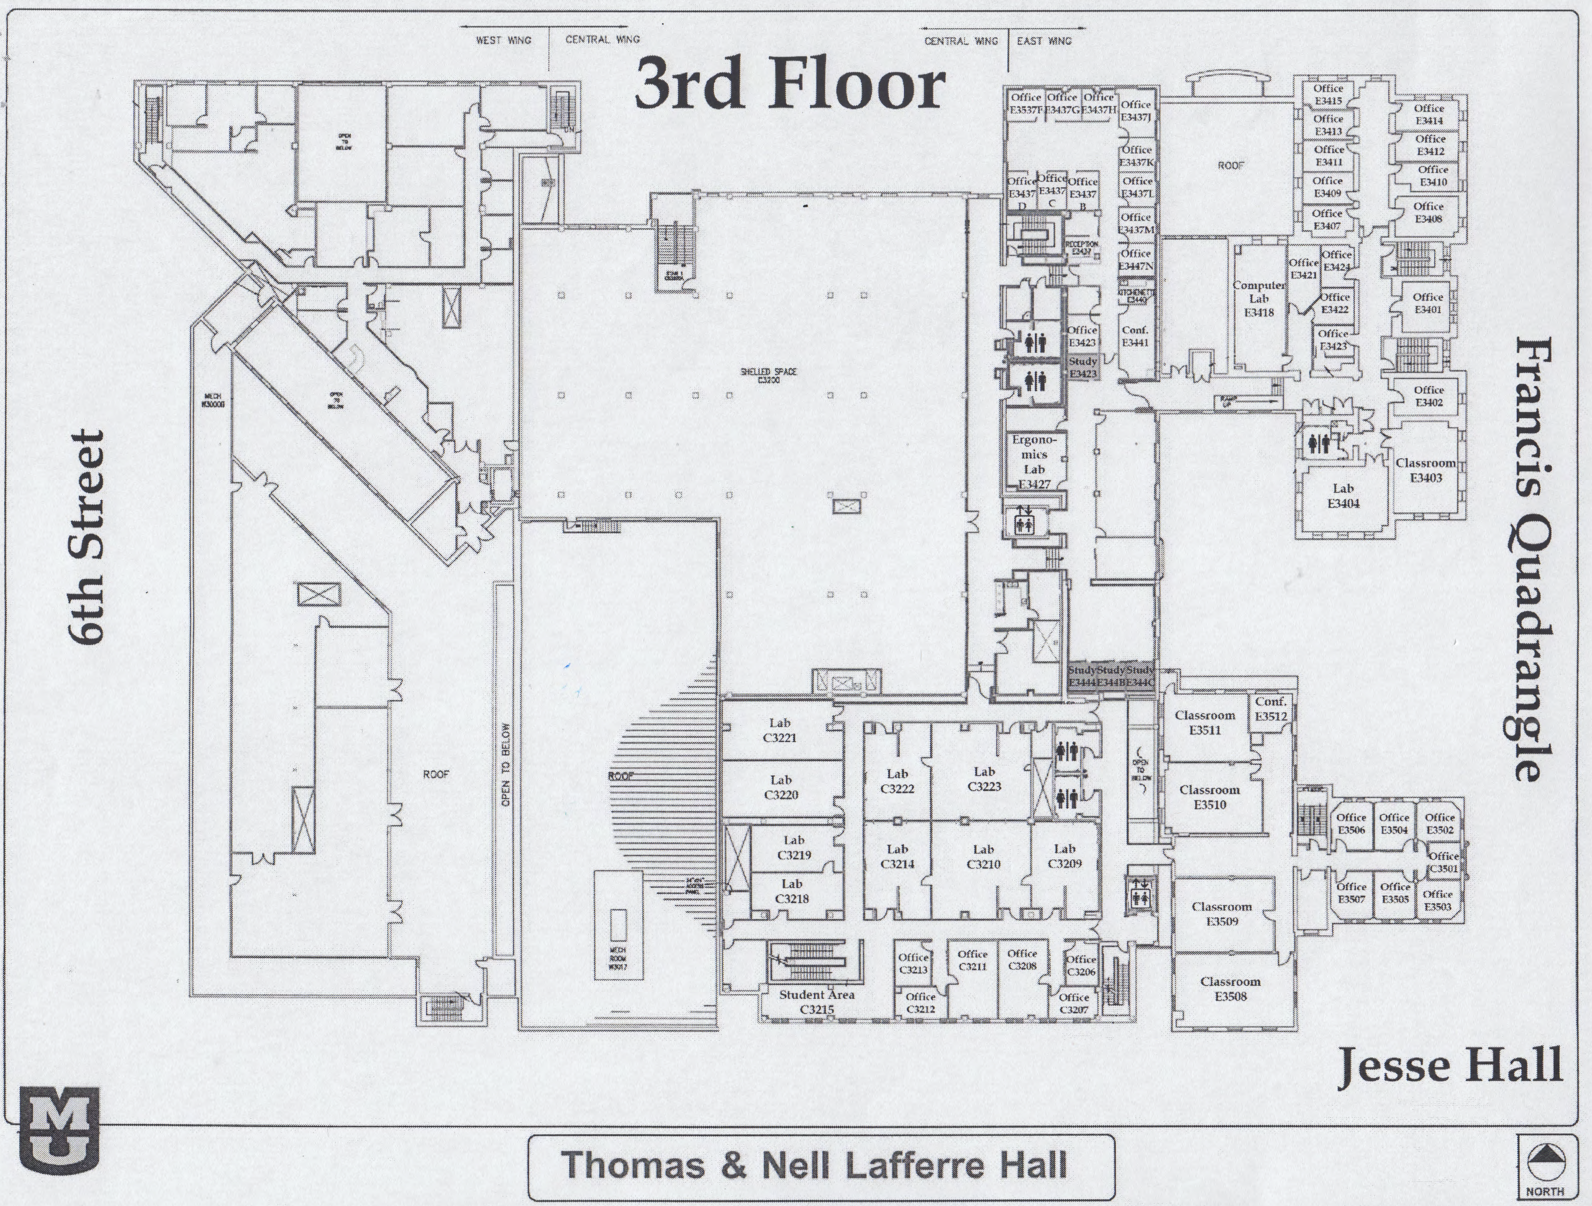 WEST WING
CENTRAL WING
3rd Floor
CENTRAL WING
EAST WING
OPEN
TO
BELOW
DN
Office
E3537F
Office
E3437G
Office
E3437H
Office
E3437J
Office
E3437K
Office
E3437
D
Office
E3437
C
Office
E3437
B
Office
E3437L
Office
E3437M
RECEPTION
E3437
Office
E3447N
KITCHENETTE
E3440
Office
E3423
Conf.
E3441
Study
E3423
ROOF
Office
E3415
Office
E3413
Office
E3411
Office
E3409
Office
E3407
Office
E3414
Office
E3412
Office
E3410
Office
E3408
Computer
Lab
E3418
Office
E3421
Office
E3424
Office
E3422
Office
E3423
Office
E3401
Office
E3402
RAMP
UP
Classroom
E3403
Lab
E3404
SHELLED SPACE
C3200
MECH
W3000G
OPEN
TO
BELOW
Ergono-
mics
Lab
E3427
6th Street
Francis Quadrangle
Study
E3444
Study
E344B
Study
E344C
ROOF
OPEN TO BELOW
ROOF
MECH
ROOM
W3017
Lab
C3221
Lab
C3220
Lab
C3219
Lab
C3218
Lab
C3222
Lab
C3223
Lab
C3214
Lab
C3210
Lab
C3209
OPEN
TO
BELOW
Classroom
E3511
Conf.
E3512
Classroom
E3510
Classroom
E3509
Classroom
E3508
Office
E3506
Office
E3504
Office
E3502
Office
C3501
Office
E3507
Office
E3505
Office
E3503
Student Area
C3215
Office
C3213
Office
C3212
Office
C3211
Office
C3208
Office
C3206
Office
C3207
Jesse Hall
MU
Thomas & Nell Lafferre Hall
NORTH